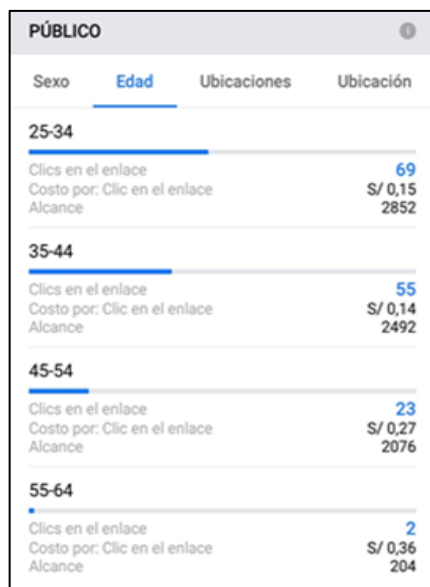 PÚBLICO
Sexo Edad Ubicaciones Ubicación
25-34
Clics en el enlace 69
Costo por: Clic en el enlace S/ 0,15
Alcance 2852
35-44
Clics en el enlace 55
Costo por: Clic en el enlace S/ 0,14
Alcance 2492
45-54
Clics en el enlace 23
Costo por: Clic en el enlace S/ 0,27
Alcance 2076
55-64
Clics en el enlace 2
Costo por: Clic en el enlace S/ 0,36
Alcance 204